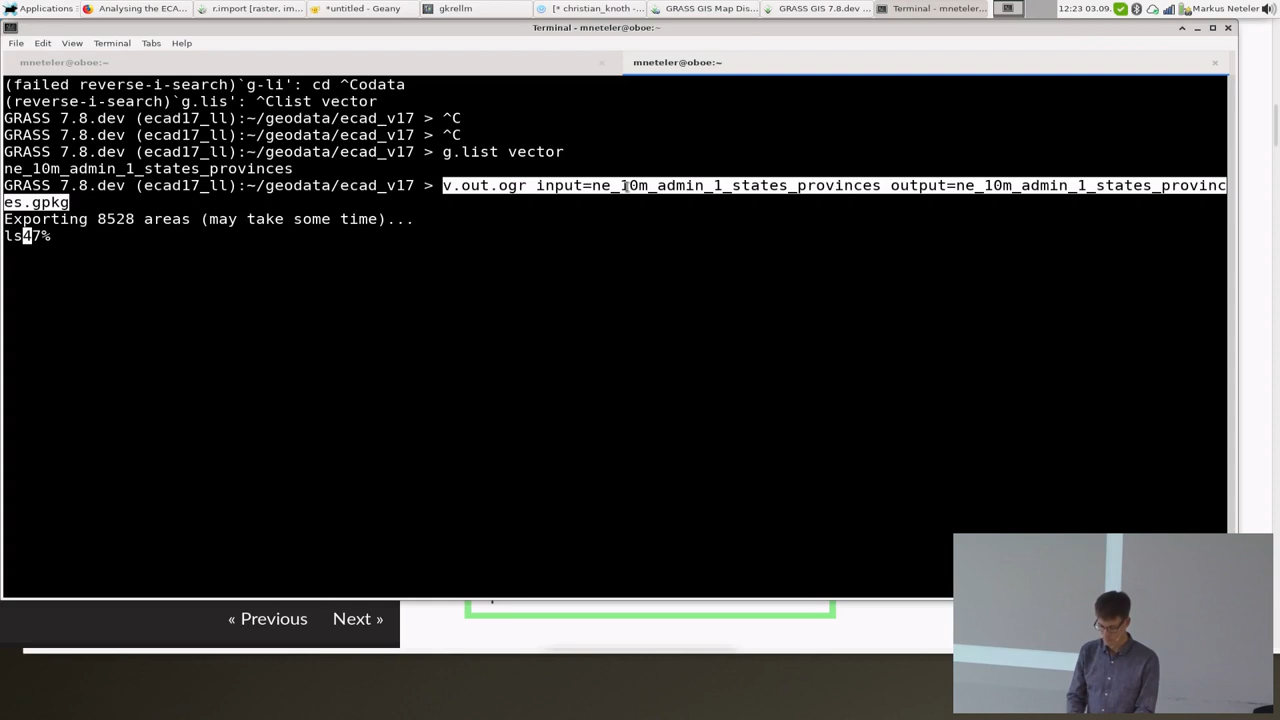 Applications
Analysing the ECA...
r.import [raster, im...
*untitled - Geany
gkrellm
[* christian_knoth -...
GRASS GIS Map Dis...
GRASS GIS 7.8.dev ...
Terminal - mneteler...
12:23 03.09.
Markus Neteler
Terminal - mneteler@oboe:~
File Edit View Terminal Tabs Help
mneteler@oboe:~ × mneteler@oboe:~ ×
(failed reverse-i-search)`g-li': cd ^Codata
(reverse-i-search)`g.lis': ^Clist vector
GRASS 7.8.dev (ecad17_ll):~/geodata/ecad_v17 > ^C
GRASS 7.8.dev (ecad17_ll):~/geodata/ecad_v17 > ^C
GRASS 7.8.dev (ecad17_ll):~/geodata/ecad_v17 > g.list vector
ne_10m_admin_1_states_provinces
GRASS 7.8.dev (ecad17_ll):~/geodata/ecad_v17 > v.out.ogr input=ne_10m_admin_1_states_provinces output=ne_10m_admin_1_states_provinc
es.gpkg
Exporting 8528 areas (may take some time)...
ls47%
« Previous Next »